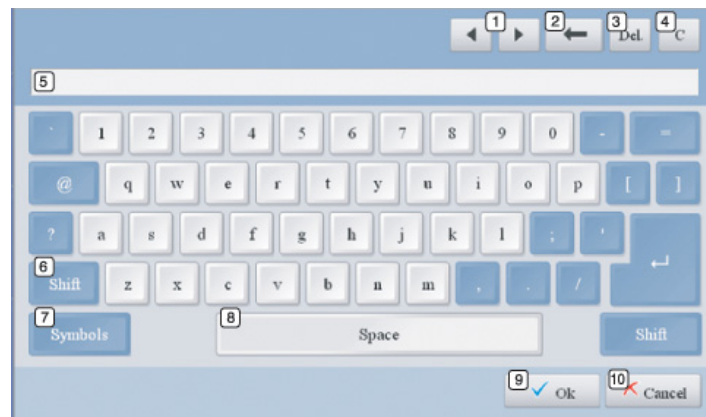 1 2 3 Del. 4 C
5
` 1 2 3 4 5 6 7 8 9 0 - =
@ q w e r t y u i o p [ ]
? a s d f g h j k l ; '
6 Shift z x c v b n m , . /
7 Symbols 8 Space Shift
9 Ok 10 Cancel